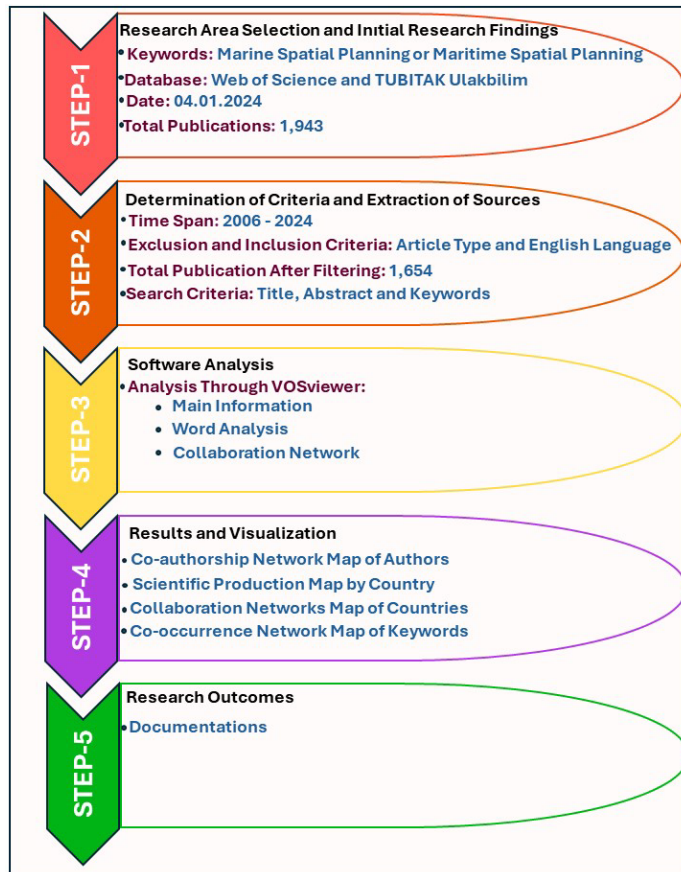 STEP-1
Research Area Selection and Initial Research Findings
•Keywords: Marine Spatial Planning or Maritime Spatial Planning
•Database: Web of Science and TUBITAK Ulakbilim
•Date: 04.01.2024
•Total Publications: 1,943
STEP-2
Determination of Criteria and Extraction of Sources
•Time Span: 2006 - 2024
•Exclusion and Inclusion Criteria: Article Type and English Language
•Total Publication After Filtering: 1,654
•Search Criteria: Title, Abstract and Keywords
STEP-3
Software Analysis
•Analysis Through VOSviewer:
• Main Information
• Word Analysis
• Collaboration Network
STEP-4
Results and Visualization
•Co-authorship Network Map of Authors
•Scientific Production Map by Country
•Collaboration Networks Map of Countries
•Co-occurrence Network Map of Keywords
STEP-5
Research Outcomes
•Documentations